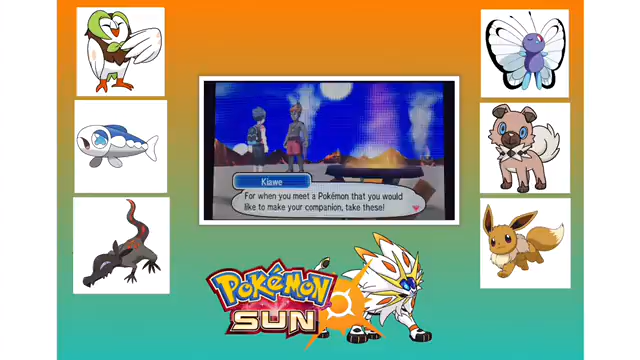 Kiawe
For when you meet a Pokémon that you would
like to make your companion, take these!
POKéMON
SUN